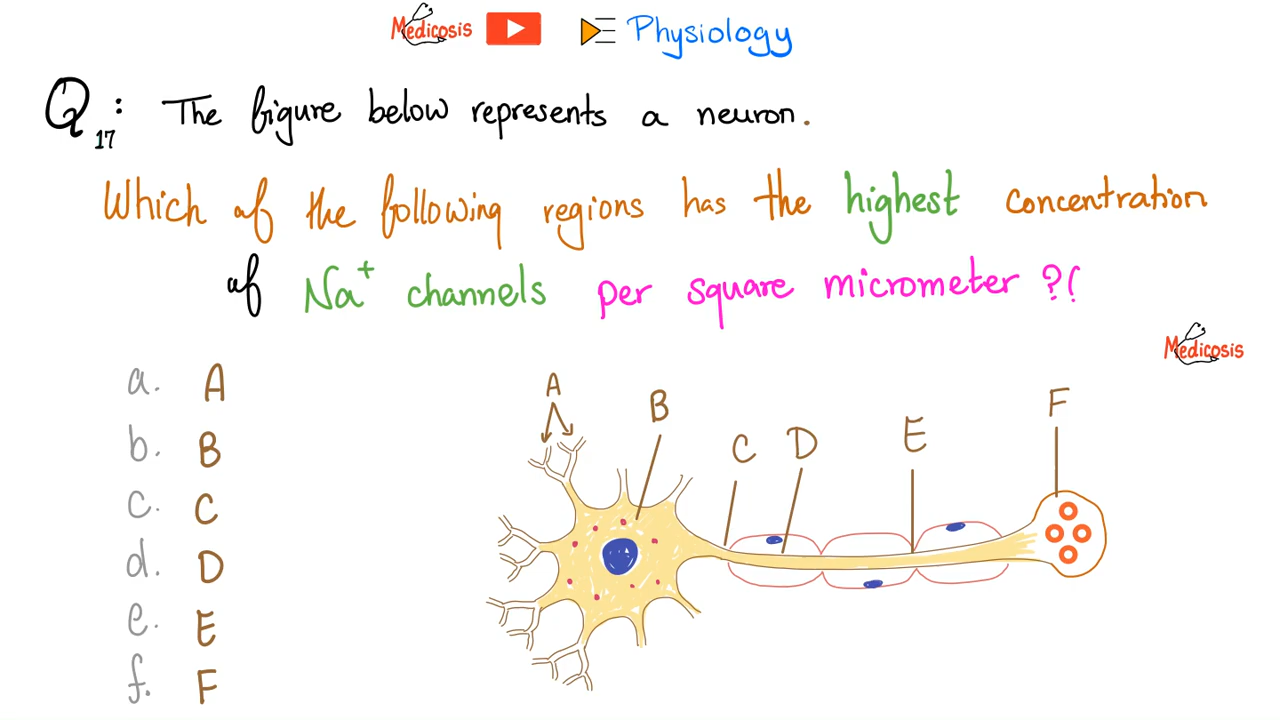 Medicosis Physiology
Q17: The figure below represents a neuron.
Which of the following regions has the highest concentration
of Na+ channels per square micrometer ?(
Medicosis
a. A
b. B
c. C
d. D
e. E
f. F
A
B
C
D
E
F